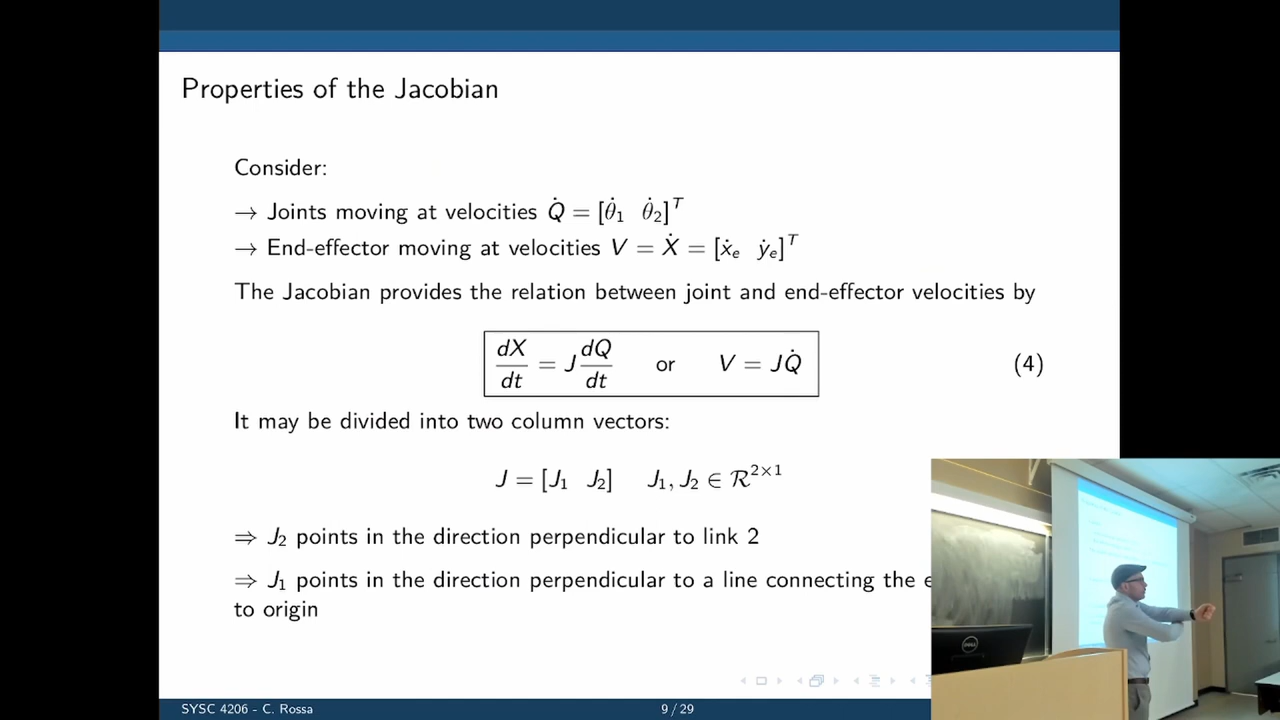 Properties of the Jacobian
Consider:
→ Joints moving at velocities Q̇ = [θ̇₁ θ̇₂]ᵀ
→ End-effector moving at velocities V = Ẋ = [ẋₑ ẏₑ]ᵀ
The Jacobian provides the relation between joint and end-effector velocities by
dX/dt = J dQ/dt or V = JQ̇ (4)
It may be divided into two column vectors:
J = [J₁ J₂] J₁, J₂ ∈ ℛ²ˣ¹
⇒ J₂ points in the direction perpendicular to link 2
⇒ J₁ points in the direction perpendicular to a line connecting the e
to origin
DELL
SYSC 4206 - C. Rossa 9 / 29